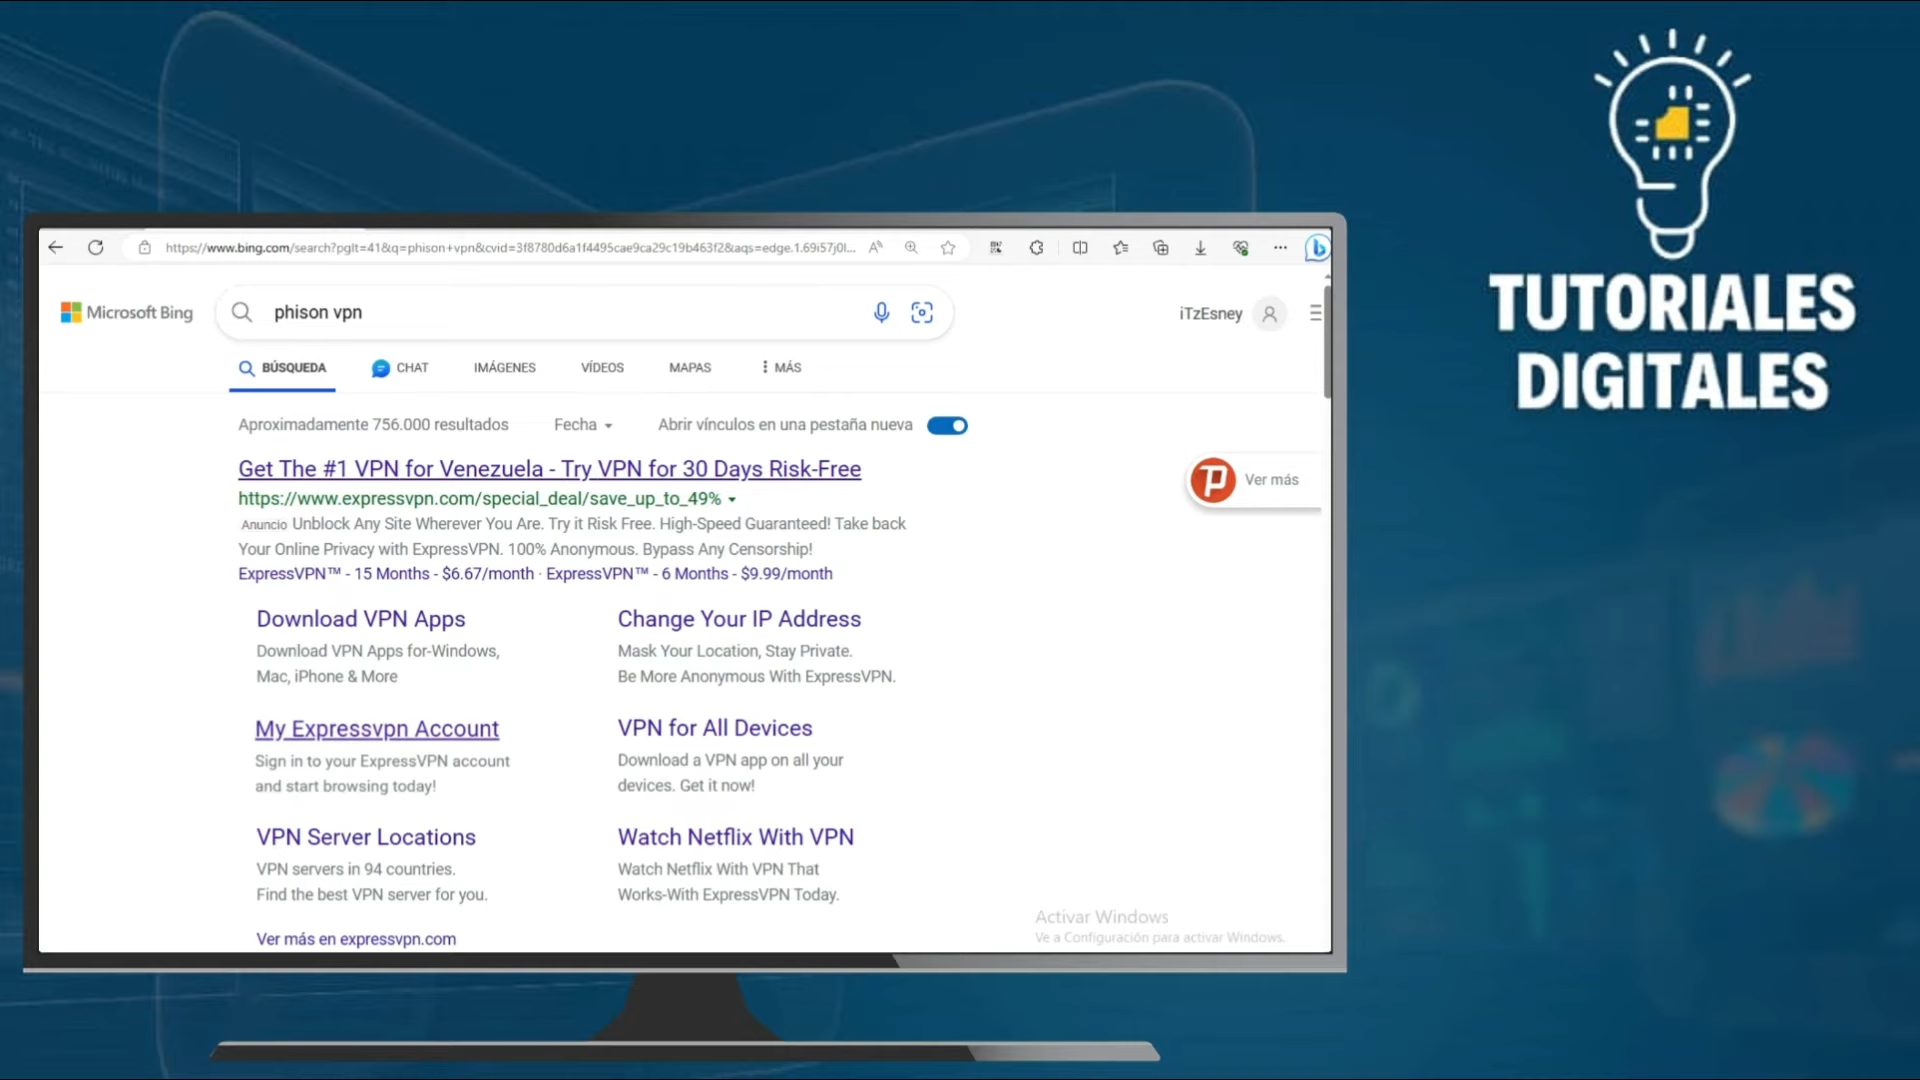 TUTORIALES
DIGITALES
https://www.bing.com/search?pglt=41&q=phison+vpn&cvid=3f8780d6a1f4495cae9ca29c19b463f2&aqs=edge.1.69i57j0l...
Microsoft Bing
phison vpn
iTzEsney
BÚSQUEDA
CHAT
IMÁGENES
VÍDEOS
MAPAS
MÁS
Aproximadamente 756.000 resultados
Fecha
Abrir vínculos en una pestaña nueva
Get The #1 VPN for Venezuela - Try VPN for 30 Days Risk-Free
https://www.expressvpn.com/special_deal/save_up_to_49%
Anuncio Unblock Any Site Wherever You Are. Try it Risk Free. High-Speed Guaranteed! Take back
Your Online Privacy with ExpressVPN. 100% Anonymous. Bypass Any Censorship!
ExpressVPN™ - 15 Months - $6.67/month · ExpressVPN™ - 6 Months - $9.99/month
Ver más
Download VPN Apps
Download VPN Apps for-Windows,
Mac, iPhone & More
Change Your IP Address
Mask Your Location, Stay Private.
Be More Anonymous With ExpressVPN.
My Expressvpn Account
Sign in to your ExpressVPN account
and start browsing today!
VPN for All Devices
Download a VPN app on all your
devices. Get it now!
VPN Server Locations
VPN servers in 94 countries.
Find the best VPN server for you.
Watch Netflix With VPN
Watch Netflix With VPN That
Works-With ExpressVPN Today.
Ver más en expressvpn.com
Activar Windows
Ve a Configuración para activar Windows.